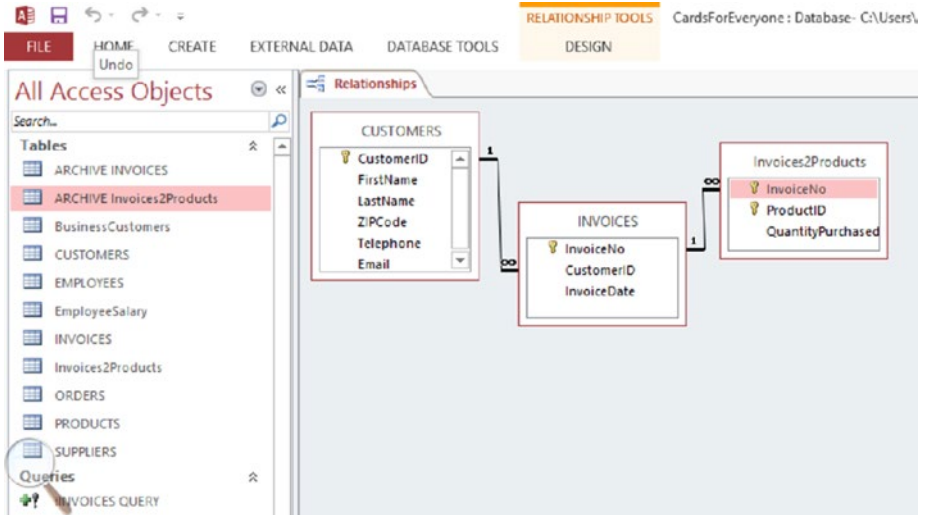 RELATIONSHIP TOOLS CardsForEveryone : Database- C:\Users\
FILE HOME CREATE EXTERNAL DATA DATABASE TOOLS DESIGN
Undo
All Access Objects
Search...
Tables
ARCHIVE INVOICES
ARCHIVE Invoices2Products
BusinessCustomers
CUSTOMERS
EMPLOYEES
EmployeeSalary
INVOICES
Invoices2Products
ORDERS
PRODUCTS
SUPPLIERS
Queries
INVOICES QUERY
Relationships
CUSTOMERS
CustomerID
FirstName
LastName
ZIPCode
Telephone
Email
1
∞
INVOICES
InvoiceNo
CustomerID
InvoiceDate
1
∞
Invoices2Products
InvoiceNo
ProductID
QuantityPurchased